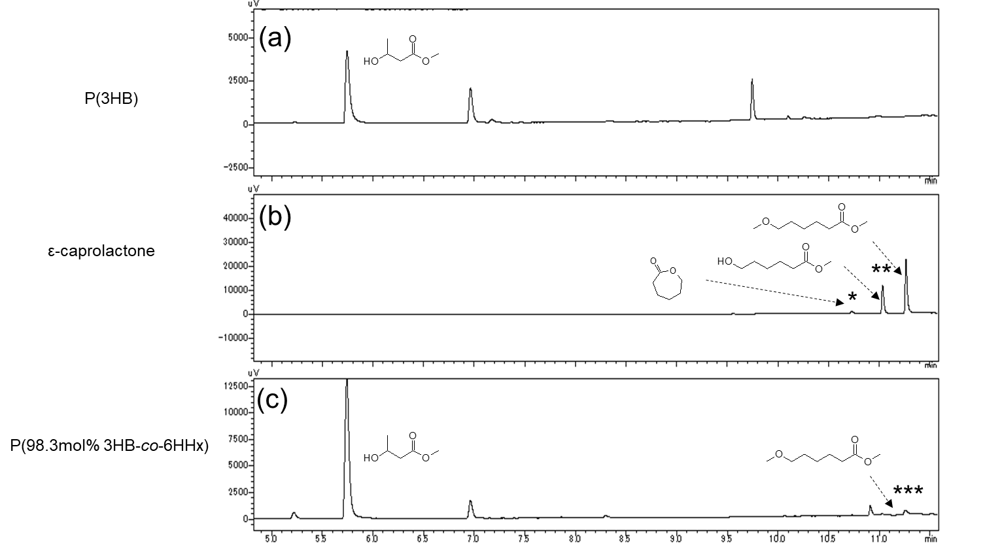 uV
(a)
5000
2500
0
-2500
HO
O
O
P(3HB)
min
uV
(b)
40000
30000
20000
10000
0
-10000
ε-caprolactone
O
O
O
HO
O
O
O
O
*
**
min
uV
(c)
12500
10000
7500
5000
2500
0
P(98.3mol% 3HB-co-6HHx)
HO
O
O
O
O
O
***
5.0 5.5 6.0 6.5 7.0 7.5 8.0 8.5 9.0 9.5 10.0 10.5 11.0 min